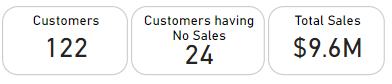 Customers
122
Customers having
No Sales
24
Total Sales
$9.6M